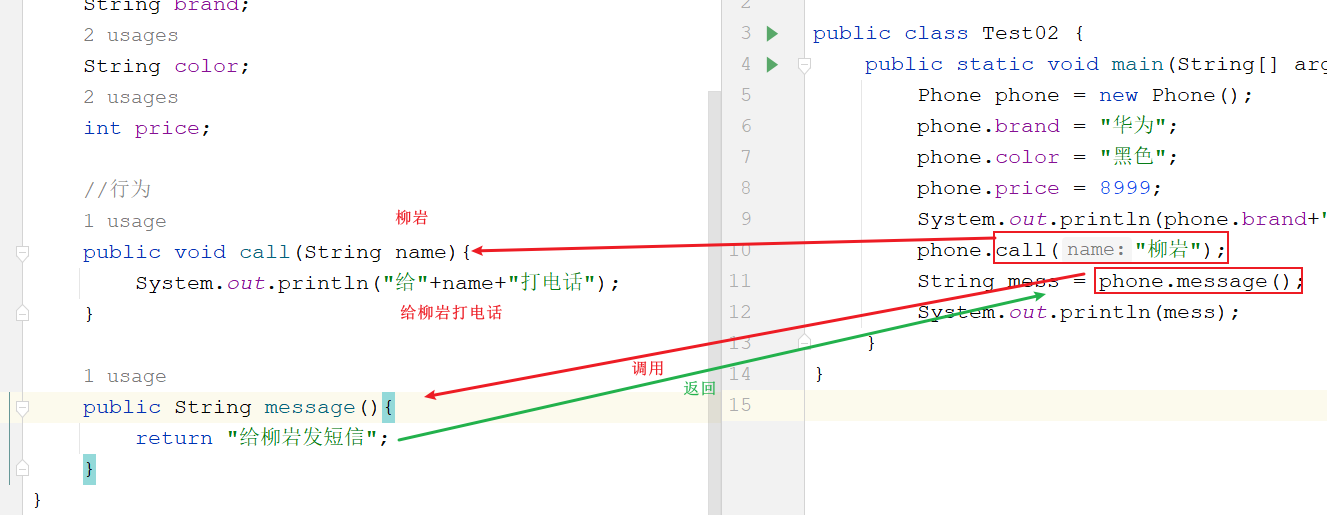 String brand;
2 usages
String color;
2 usages
int price;
//行为
1 usage
柳岩
public void call(String name){
System.out.println("给"+name+"打电话");
}
给柳岩打电话
1 usage
public String message(){
return "给柳岩发短信";
}
}
调用
返回
2
3 public class Test02 {
4 public static void main(String[] arg
5 Phone phone = new Phone();
6 phone.brand = "华为";
7 phone.color = "黑色";
8 phone.price = 8999;
9 System.out.println(phone.brand+"
10 phone.call( name: "柳岩");
11 String mess = phone.message();
12 System.out.println(mess);
13 }
14 }
15